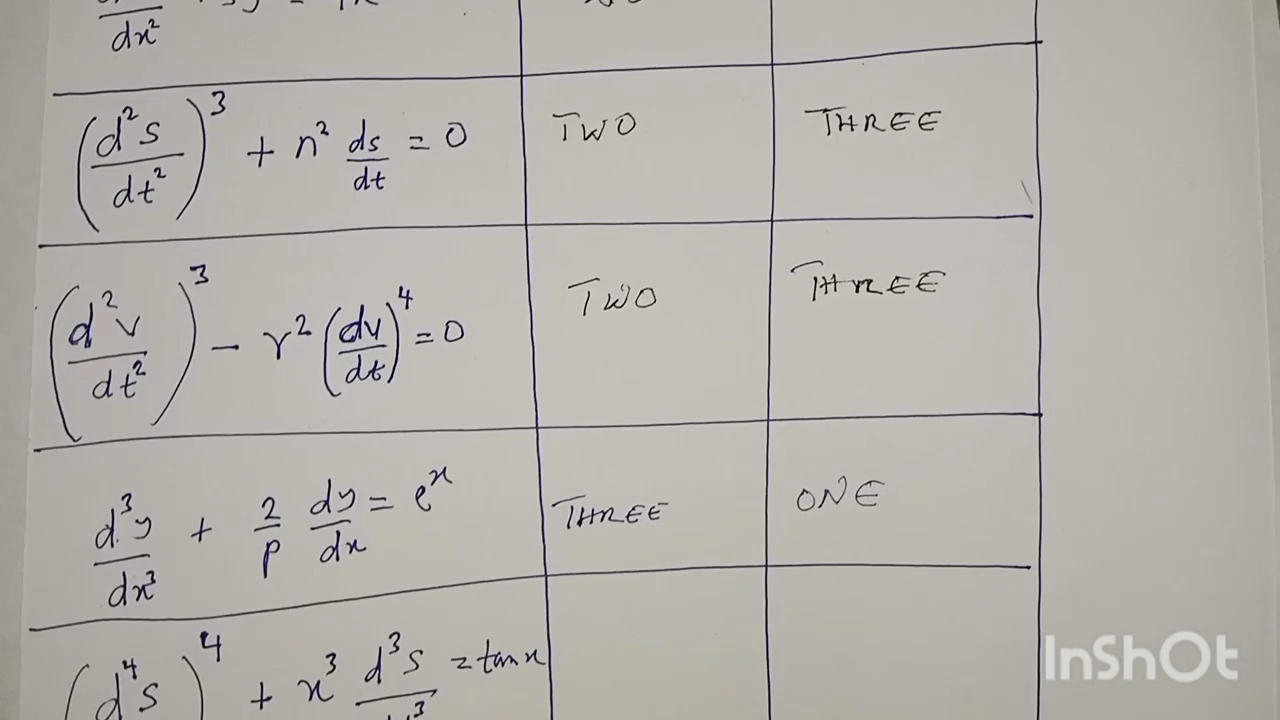 dx²
(d²s/dt²)³ + n² ds/dt = 0 TWO THREE
(d²v/dt²)³ - r² (dv/dt)⁴ = 0 TWO THREE
d³y/dx³ + 2/p dy/dx = eˣ THREE ONE
(d⁴s )⁴ + x³ d³s = tan x
InShOt